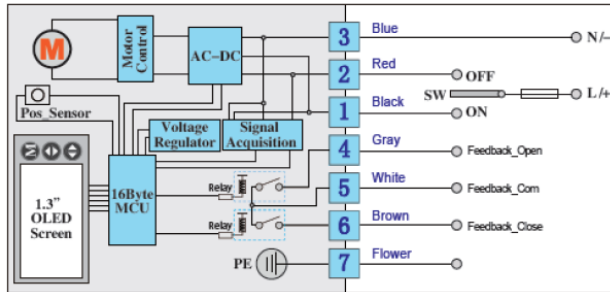 M
Motor
Control
AC-DC
Pos_Sensor
Voltage
Regulator
Signal
Acquisition
1.3”
OLED
Screen
16Byte
MCU
Relay
Relay
PE
3 Blue N/-
2 Red OFF
SW L/+
1 Black ON
4 Gray Feedback_Open
5 White Feedback_Com
6 Brown Feedback_Close
7 Flower